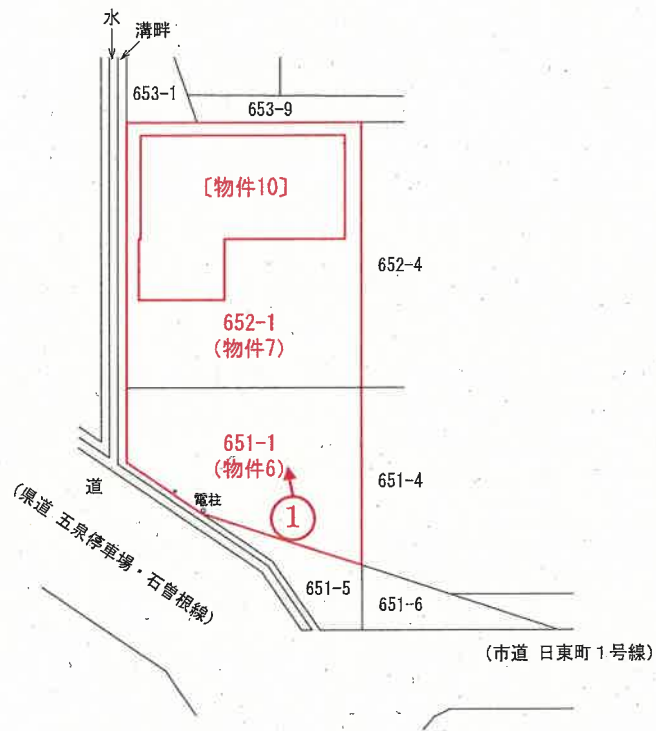 水
溝畔
653-1
653-9
［物件10］
652-4
652-1
(物件7)
651-1
(物件6)
651-4
道
電柱
1
(県道 五泉停車場・石曽根線)
651-5
651-6
(市道 日東町１号線)